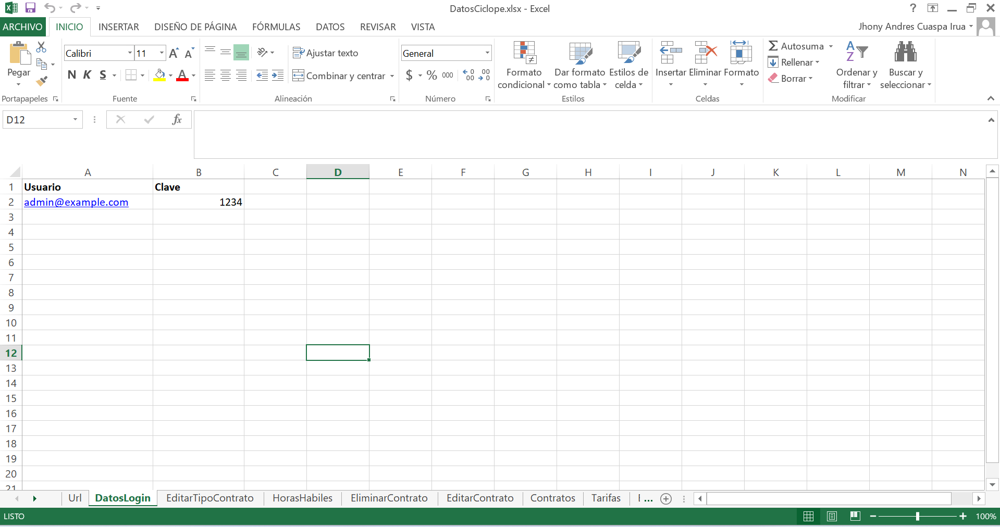 DatosCiclope.xlsx - Excel
ARCHIVO INICIO INSERTAR DISEÑO DE PÁGINA FÓRMULAS DATOS REVISAR VISTA Jhony Andres Cuaspa Irua
Pegar
Portapapeles
Calibri 11
N K S
Fuente
Ajustar texto
Combinar y centrar
Alineación
General
$ % 000
Número
Formato condicional
Dar formato como tabla
Estilos de celda
Estilos
Insertar Eliminar Formato
Celdas
Autosuma
Rellenar
Borrar
Ordenar y filtrar
Buscar y seleccionar
Modificar
D12 fx
A B C D E F G H I J K L M N
1 Usuario Clave
2 admin@example.com 1234
3
4
5
6
7
8
9
10
11
12
13
14
15
16
17
18
19
20
21
Url DatosLogin EditarTipoContrato HorasHabiles EliminarContrato EditarContrato Contratos Tarifas ...
LISTO 100%